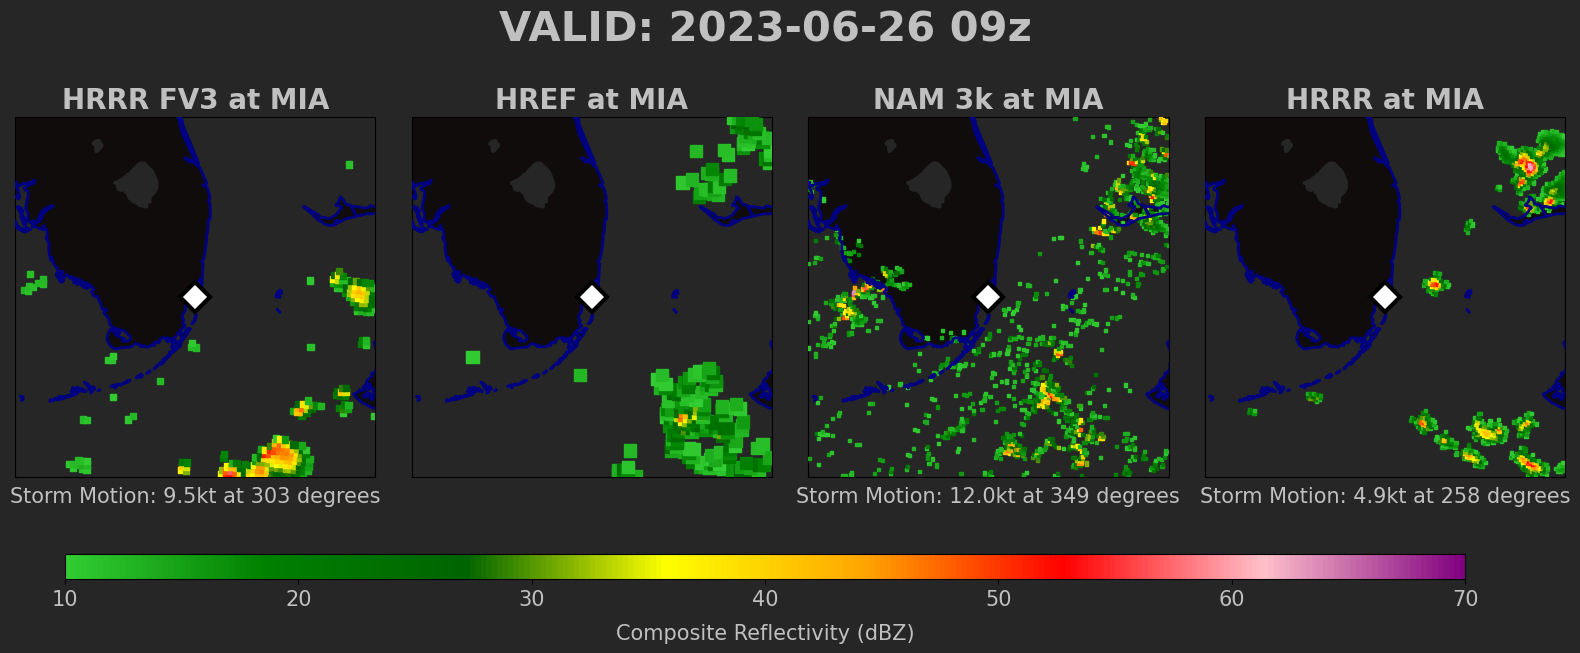 VALID: 2023-06-26 09z
HRRR FV3 at MIA
HREF at MIA
NAM 3k at MIA
HRRR at MIA
Storm Motion: 9.5kt at 303 degrees
Storm Motion: 12.0kt at 349 degrees
Storm Motion: 4.9kt at 258 degrees
10 20 30 40 50 60 70
Composite Reflectivity (dBZ)